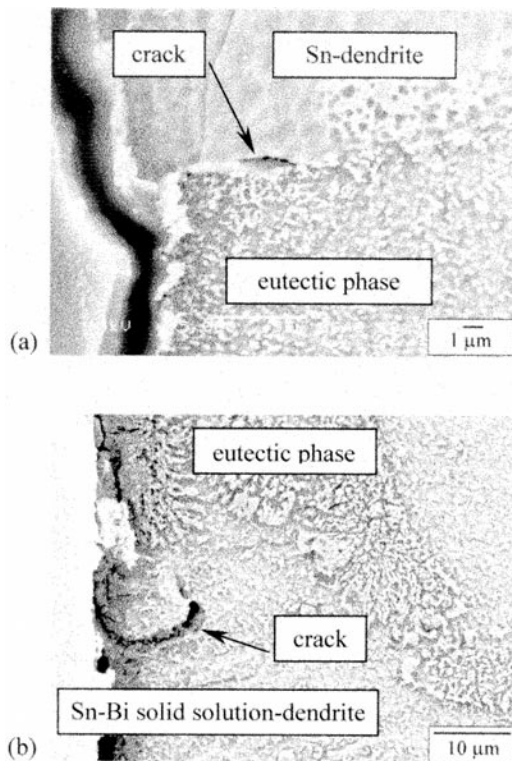 crack
Sn-dendrite
eutectic phase
(a)
1 μm
eutectic phase
crack
Sn-Bi solid solution-dendrite
(b)
10 μm